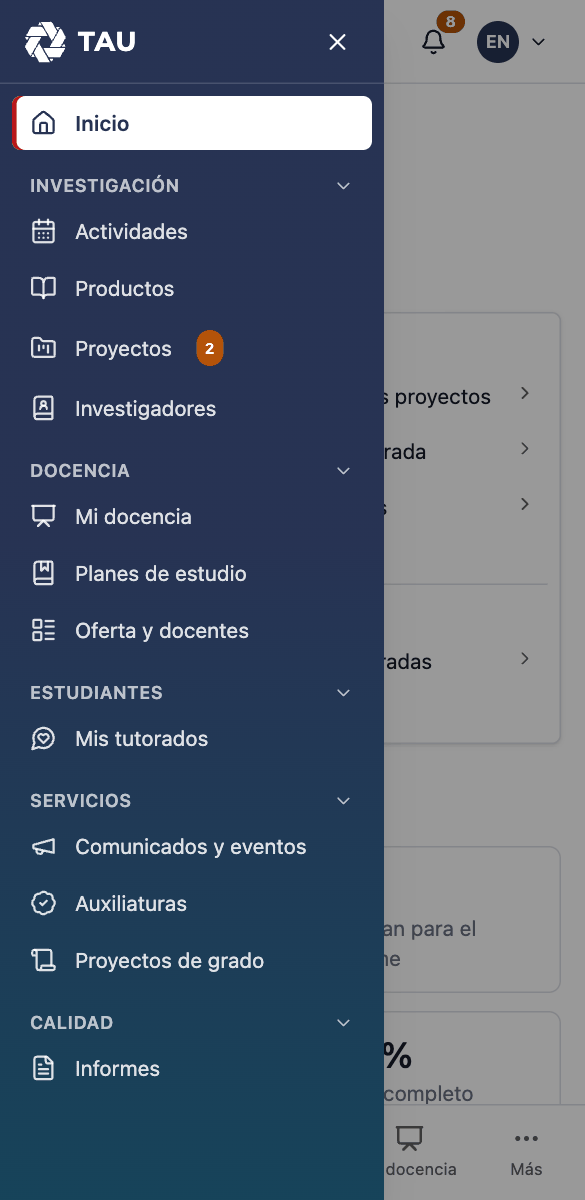 TAU
8
EN
Inicio
INVESTIGACIÓN
Actividades
Productos
Proyectos 2
Investigadores
DOCENCIA
Mi docencia
Planes de estudio
Oferta y docentes
ESTUDIANTES
Mis tutorados
SERVICIOS
Comunicados y eventos
Auxiliaturas
Proyectos de grado
CALIDAD
Informes
s proyectos
rada
s
radas
an para el
ne
%
completo
docencia
Más